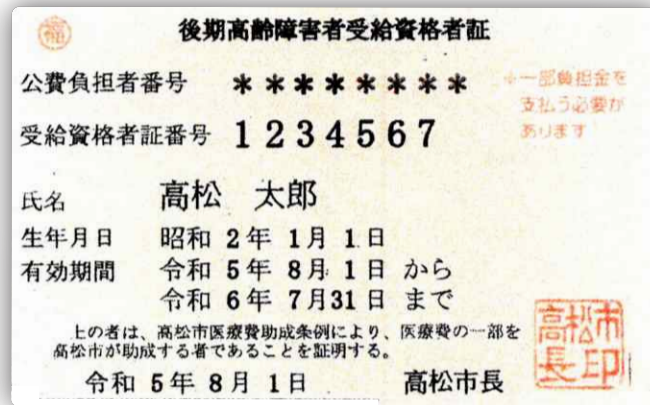 福
後期高齢障害者受給資格者証
公費負担者番号 ＊＊＊＊＊＊＊＊
＊一部負担金を
支払う必要が
あります
受給資格者証番号 1234567
氏名 高松 太郎
生年月日 昭和 2年 1月 1日
有効期間 令和 5年 8月 1日 から
令和 6年 7月31日 まで
上の者は、高松市医療費助成条例により、医療費の一部を
高松市が助成する者であることを証明する。
令和 5年 8月 1日 高松市長
高松市
長印